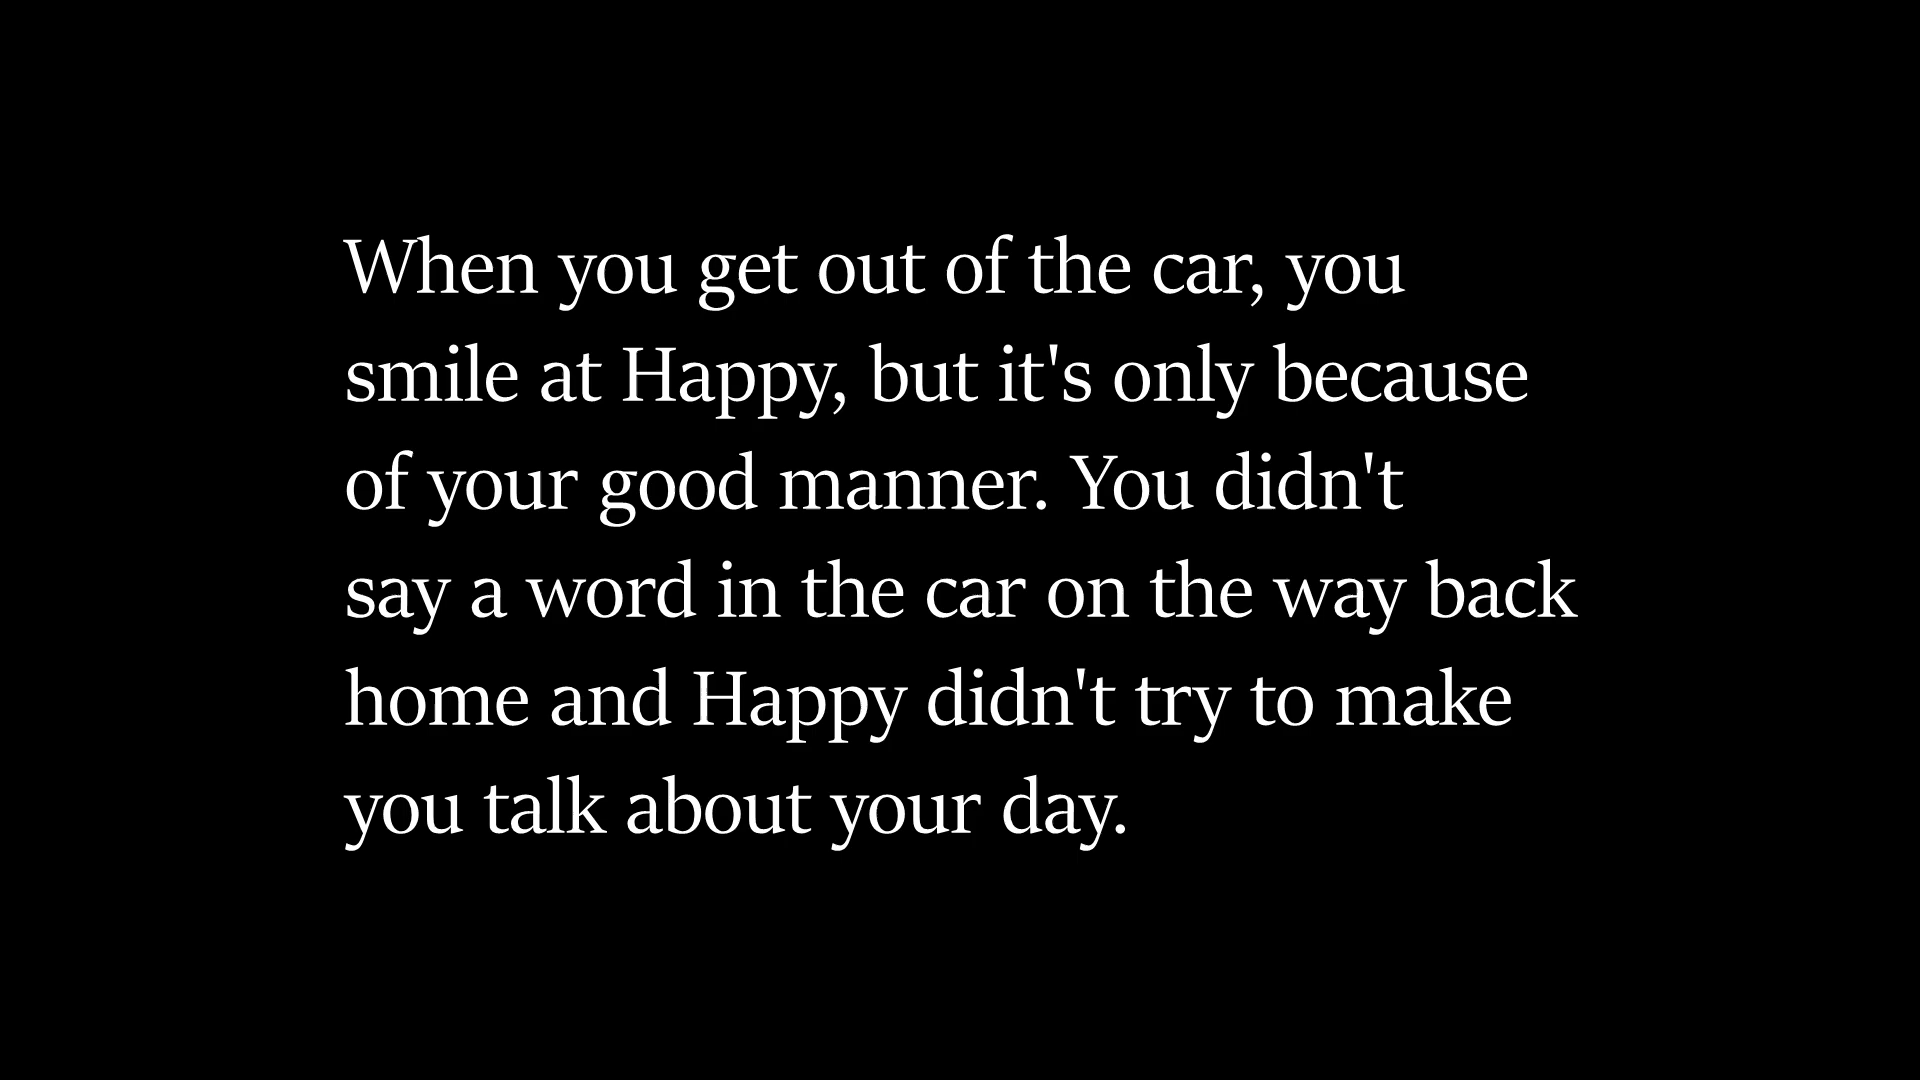 When you get out of the car, you
smile at Happy, but it's only because
of your good manner. You didn't
say a word in the car on the way back
home and Happy didn't try to make
you talk about your day.